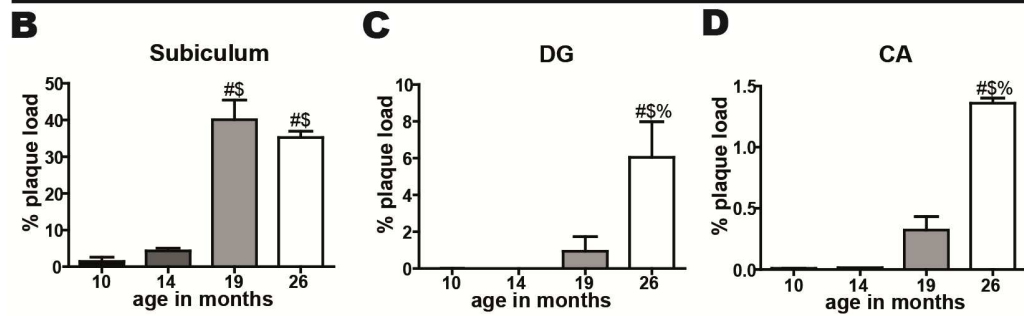 B
Subiculum
% plaque load
50
40
30
20
10
0
#$
#$
10 14 19 26
age in months
C
DG
% plaque load
10
8
6
4
2
0
#$%
10 14 19 26
age in months
D
CA
% plaque load
1.5
1.0
0.5
0.0
#$%
10 14 19 26
age in months